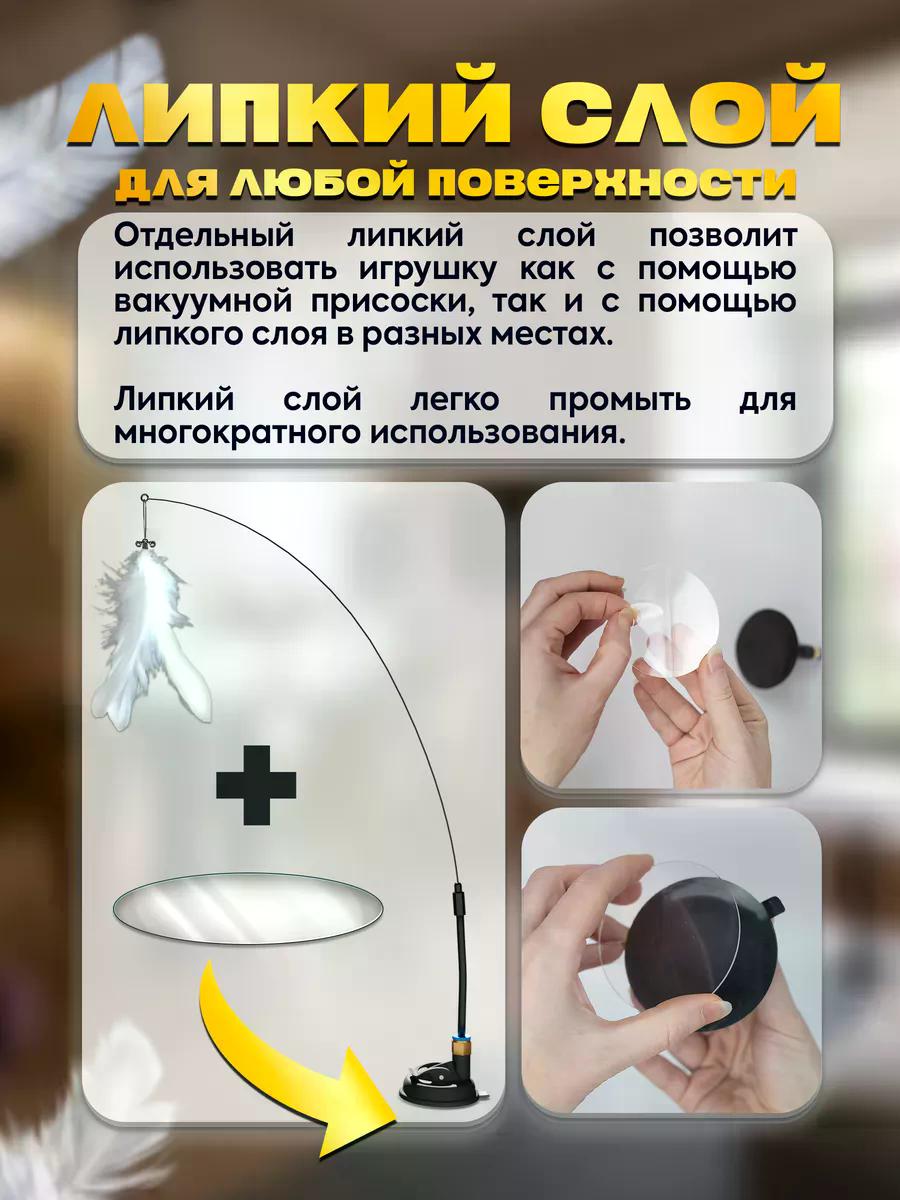 ЛИПКИЙ СЛОЙ
ДЛЯ ЛЮБОЙ ПОВЕРХНОСТИ
Отдельный липкий слой позволит
использовать игрушку как с помощью
вакуумной присоски, так и с помощью
липкого слоя в разных местах.
Липкий слой легко промыть для
многократного использования.